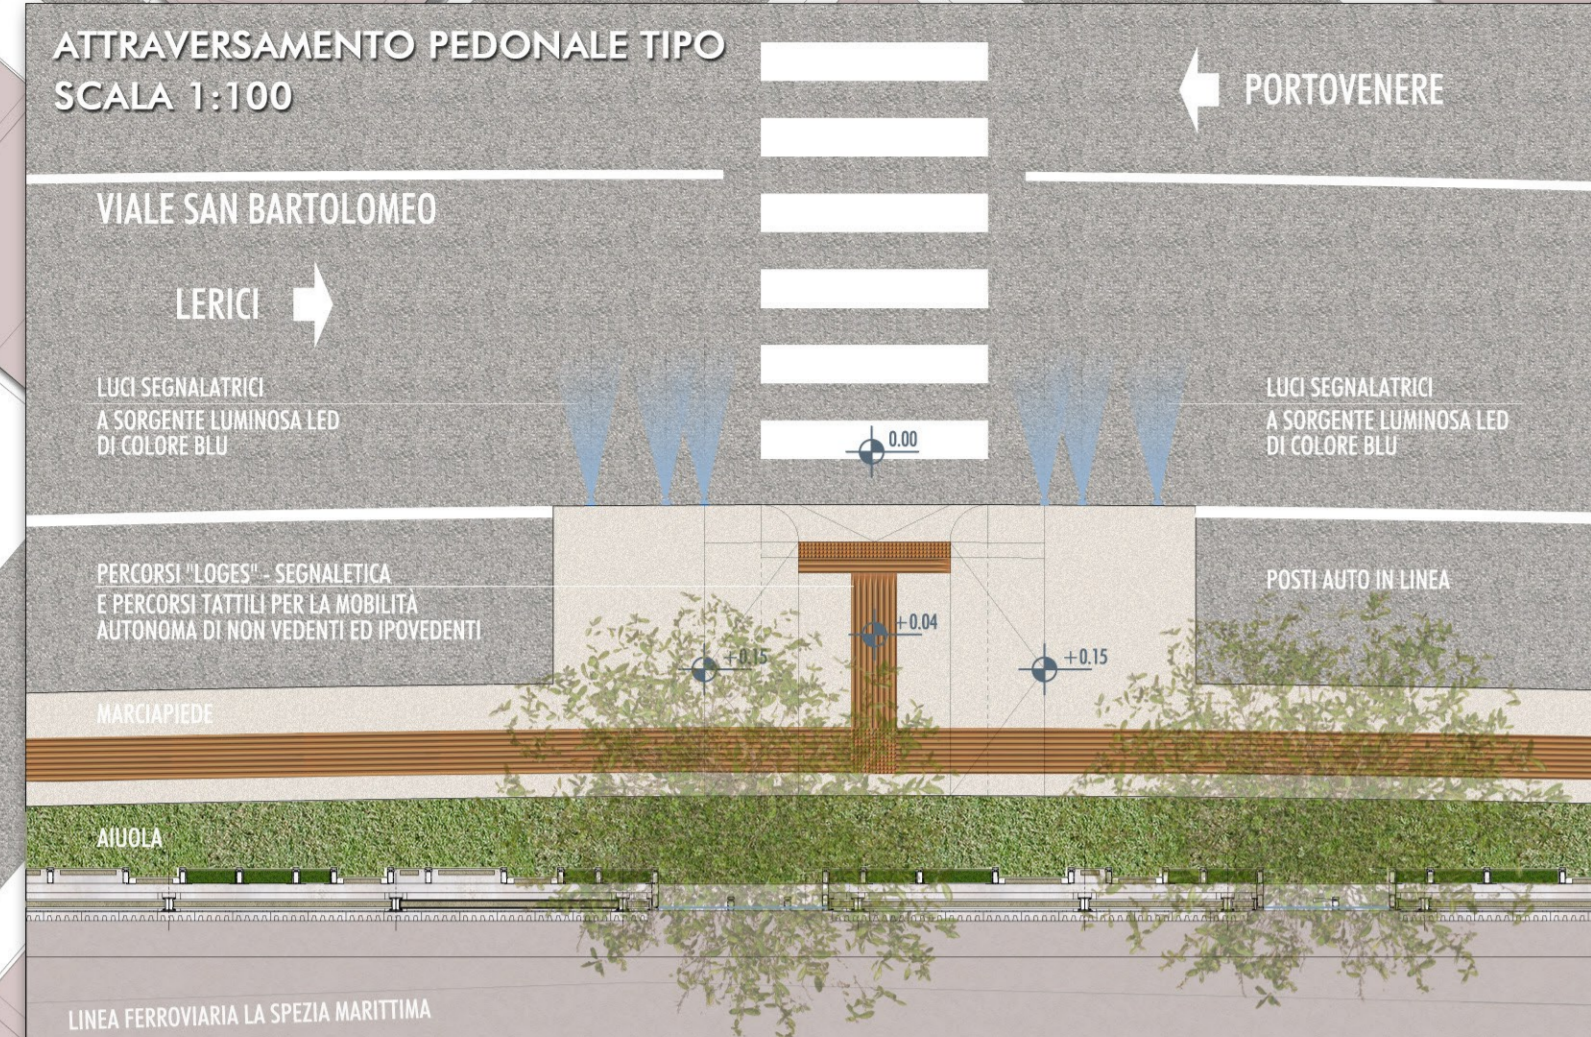 ATTRAVERSAMENTO PEDONALE TIPO
SCALA 1:100
PORTOVENERE
VIALE SAN BARTOLOMEO
LERICI
LUCI SEGNALATRICI
A SORGENTE LUMINOSA LED
DI COLORE BLU
LUCI SEGNALATRICI
A SORGENTE LUMINOSA LED
DI COLORE BLU
0.00
PERCORSI "LOGES" - SEGNALETICA
E PERCORSI TATTILI PER LA MOBILITÀ
AUTONOMA DI NON VEDENTI ED IPOVEDENTI
POSTI AUTO IN LINEA
+0.04
+0.15
+0.15
MARCIAPIEDE
AIUOLA
LINEA FERROVIARIA LA SPEZIA MARITTIMA